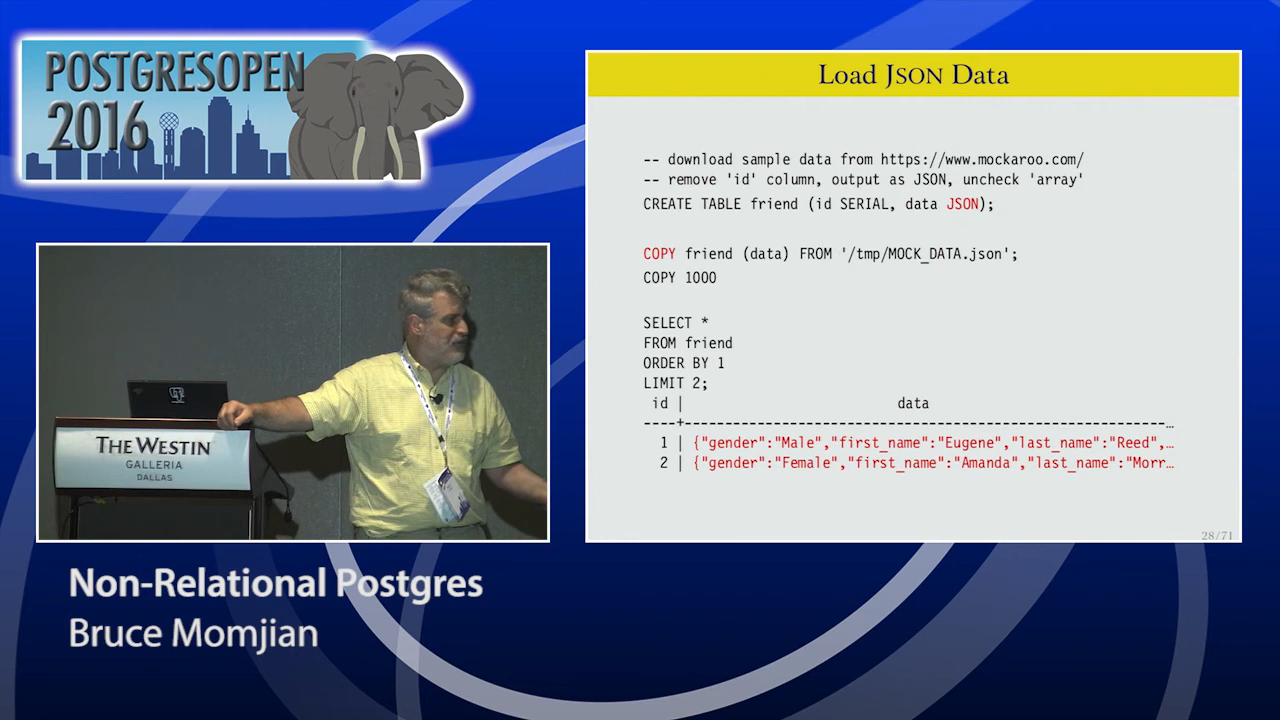 POSTGRESOPEN
2016
THE WESTIN
GALLERIA
DALLAS
Non-Relational Postgres
Bruce Momjian
Load JSON Data
-- download sample data from https://www.mockaroo.com/
-- remove 'id' column, output as JSON, uncheck 'array'
CREATE TABLE friend (id SERIAL, data JSON);
COPY friend (data) FROM '/tmp/MOCK_DATA.json';
COPY 1000
SELECT *
FROM friend
ORDER BY 1
LIMIT 2;
id | data
----+-----------------------------------------------------------…
1 | {"gender":"Male","first_name":"Eugene","last_name":"Reed",…
2 | {"gender":"Female","first_name":"Amanda","last_name":"Morr…
28/71